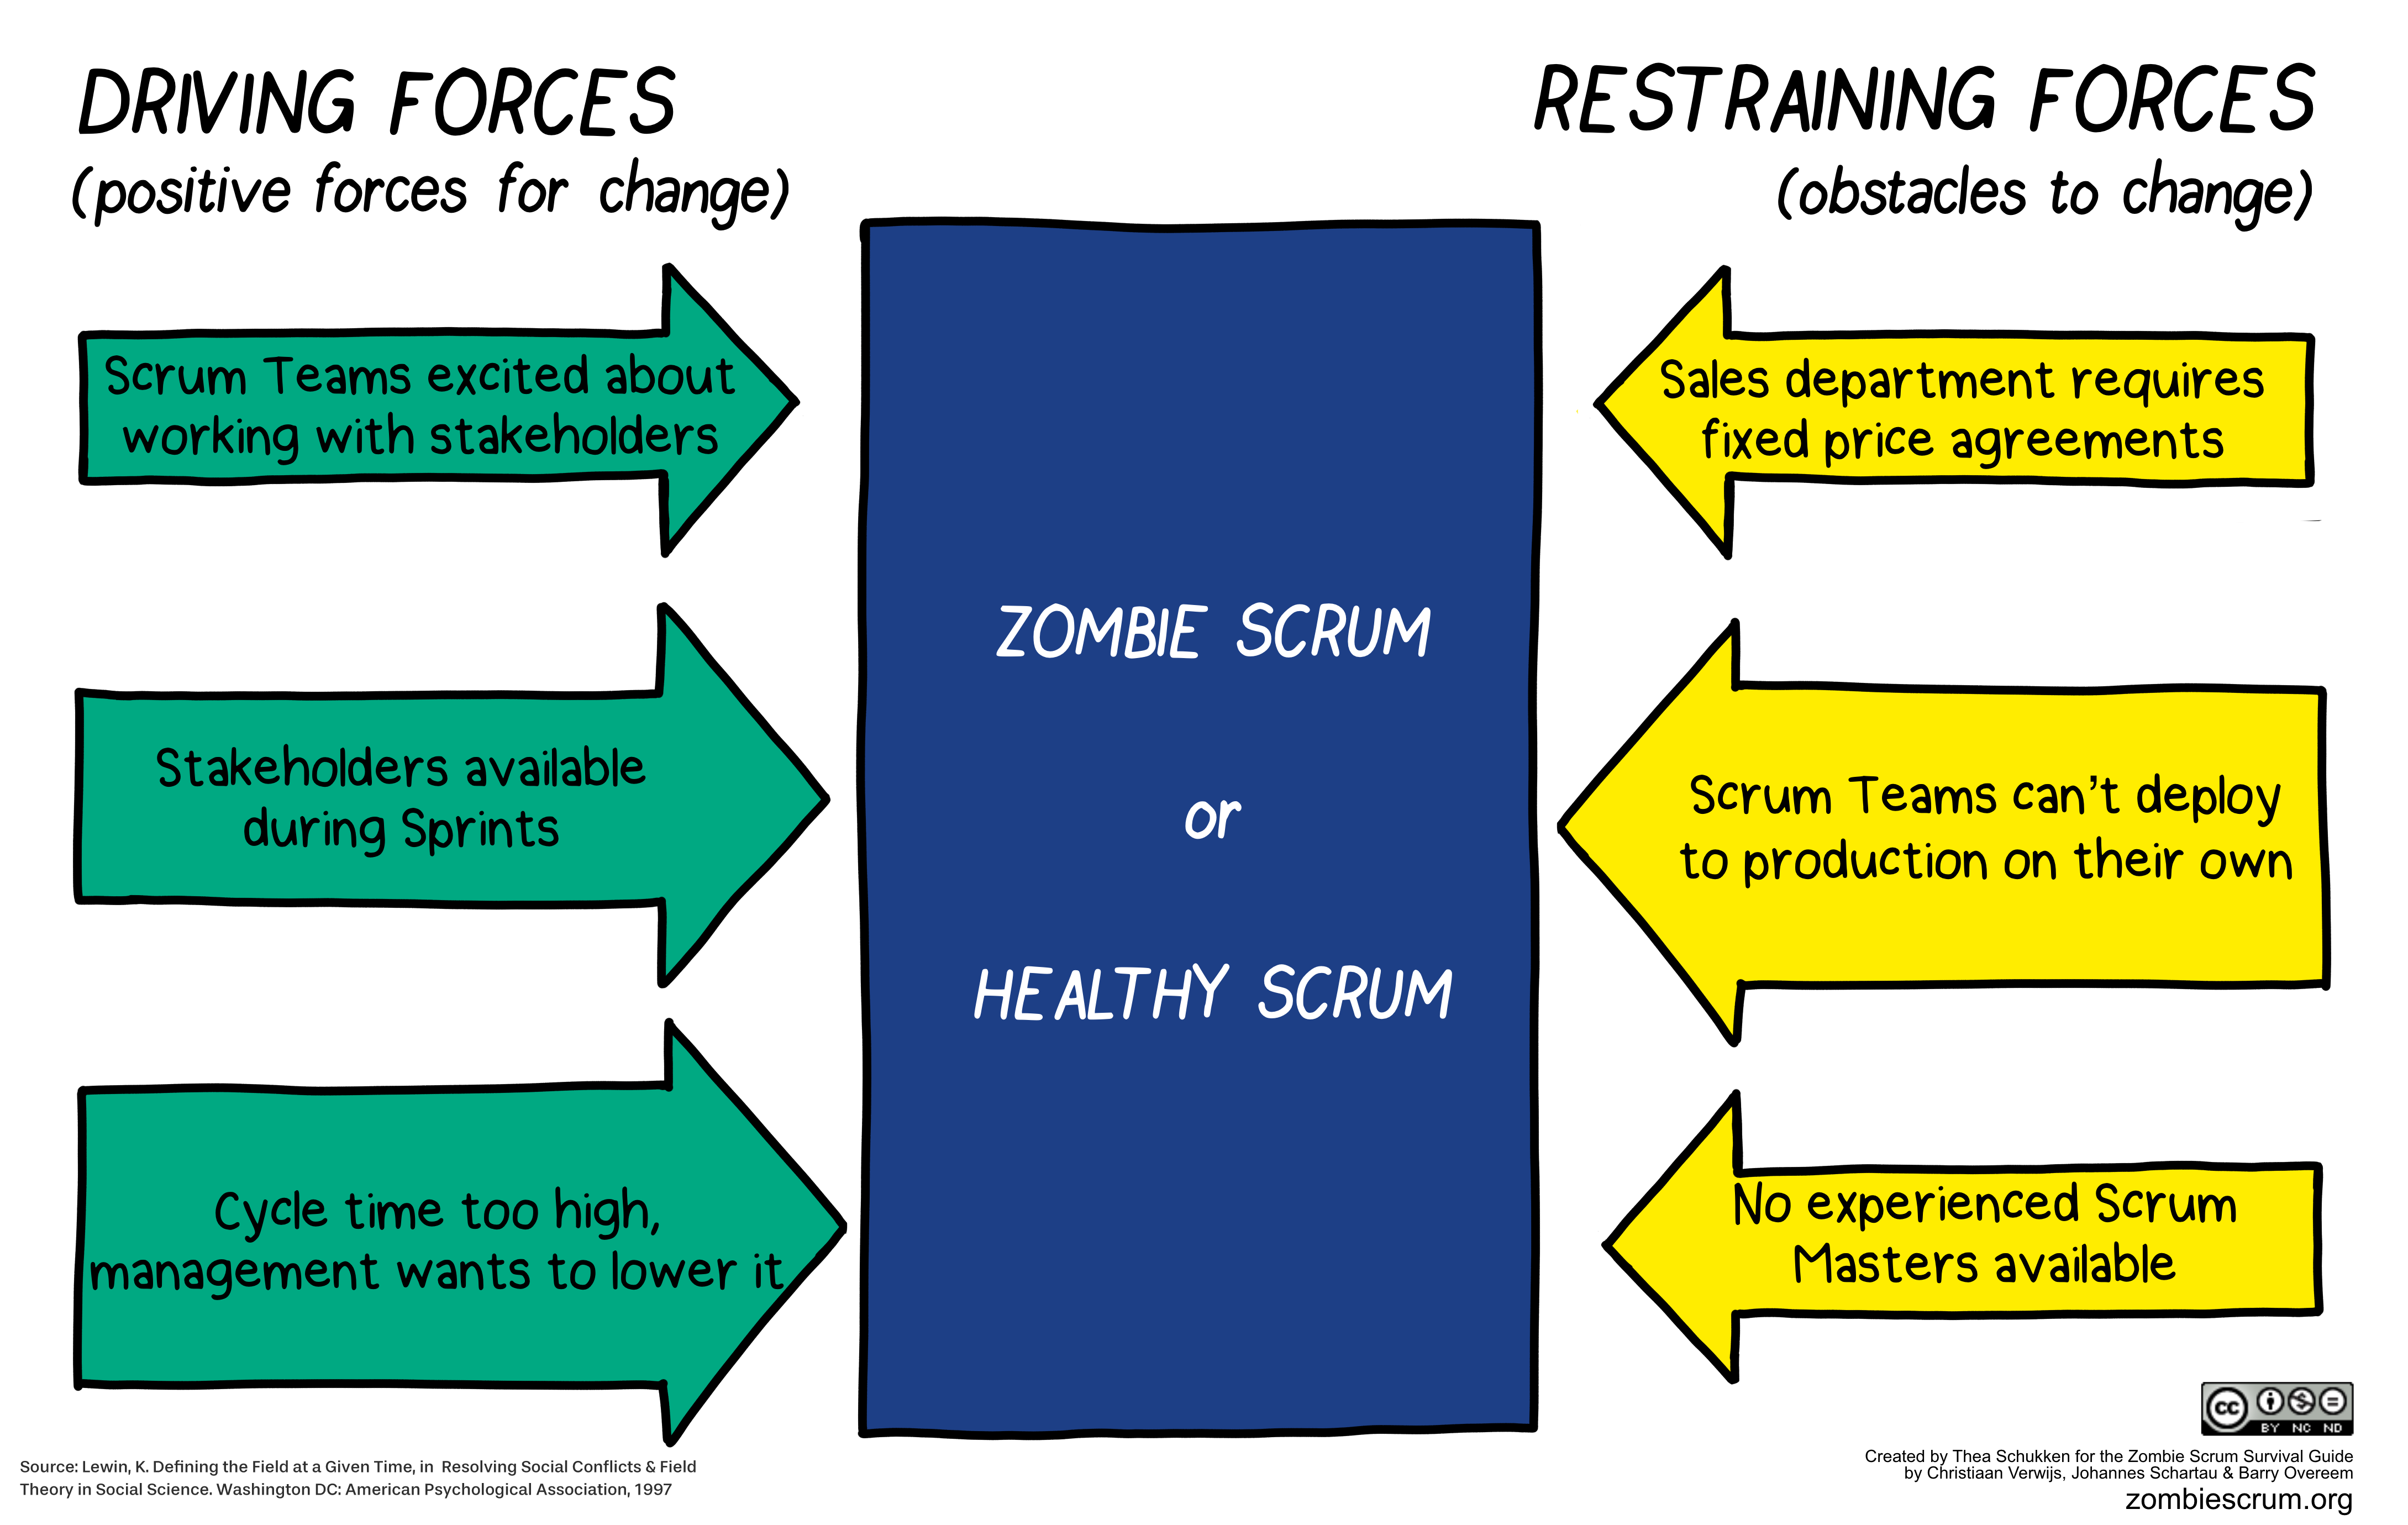 DRIVING FORCES
(positive forces for change)
Scrum Teams excited about
working with stakeholders
Stakeholders available
during Sprints
Cycle time too high,
management wants to lower it
ZOMBIE SCRUM
or
HEALTHY SCRUM
RESTRAINING FORCES
(obstacles to change)
Sales department requires
fixed price agreements
Scrum Teams can't deploy
to production on their own
No experienced Scrum
Masters available
Source: Lewin, K. Defining the Field at a Given Time, in Resolving Social Conflicts & Field
Theory in Social Science. Washington DC: American Psychological Association, 1997
cc
BY NC ND
Created by Thea Schukken for the Zombie Scrum Survival Guide
by Christiaan Verwijs, Johannes Schartau & Barry Overeem
zombiescrum.org